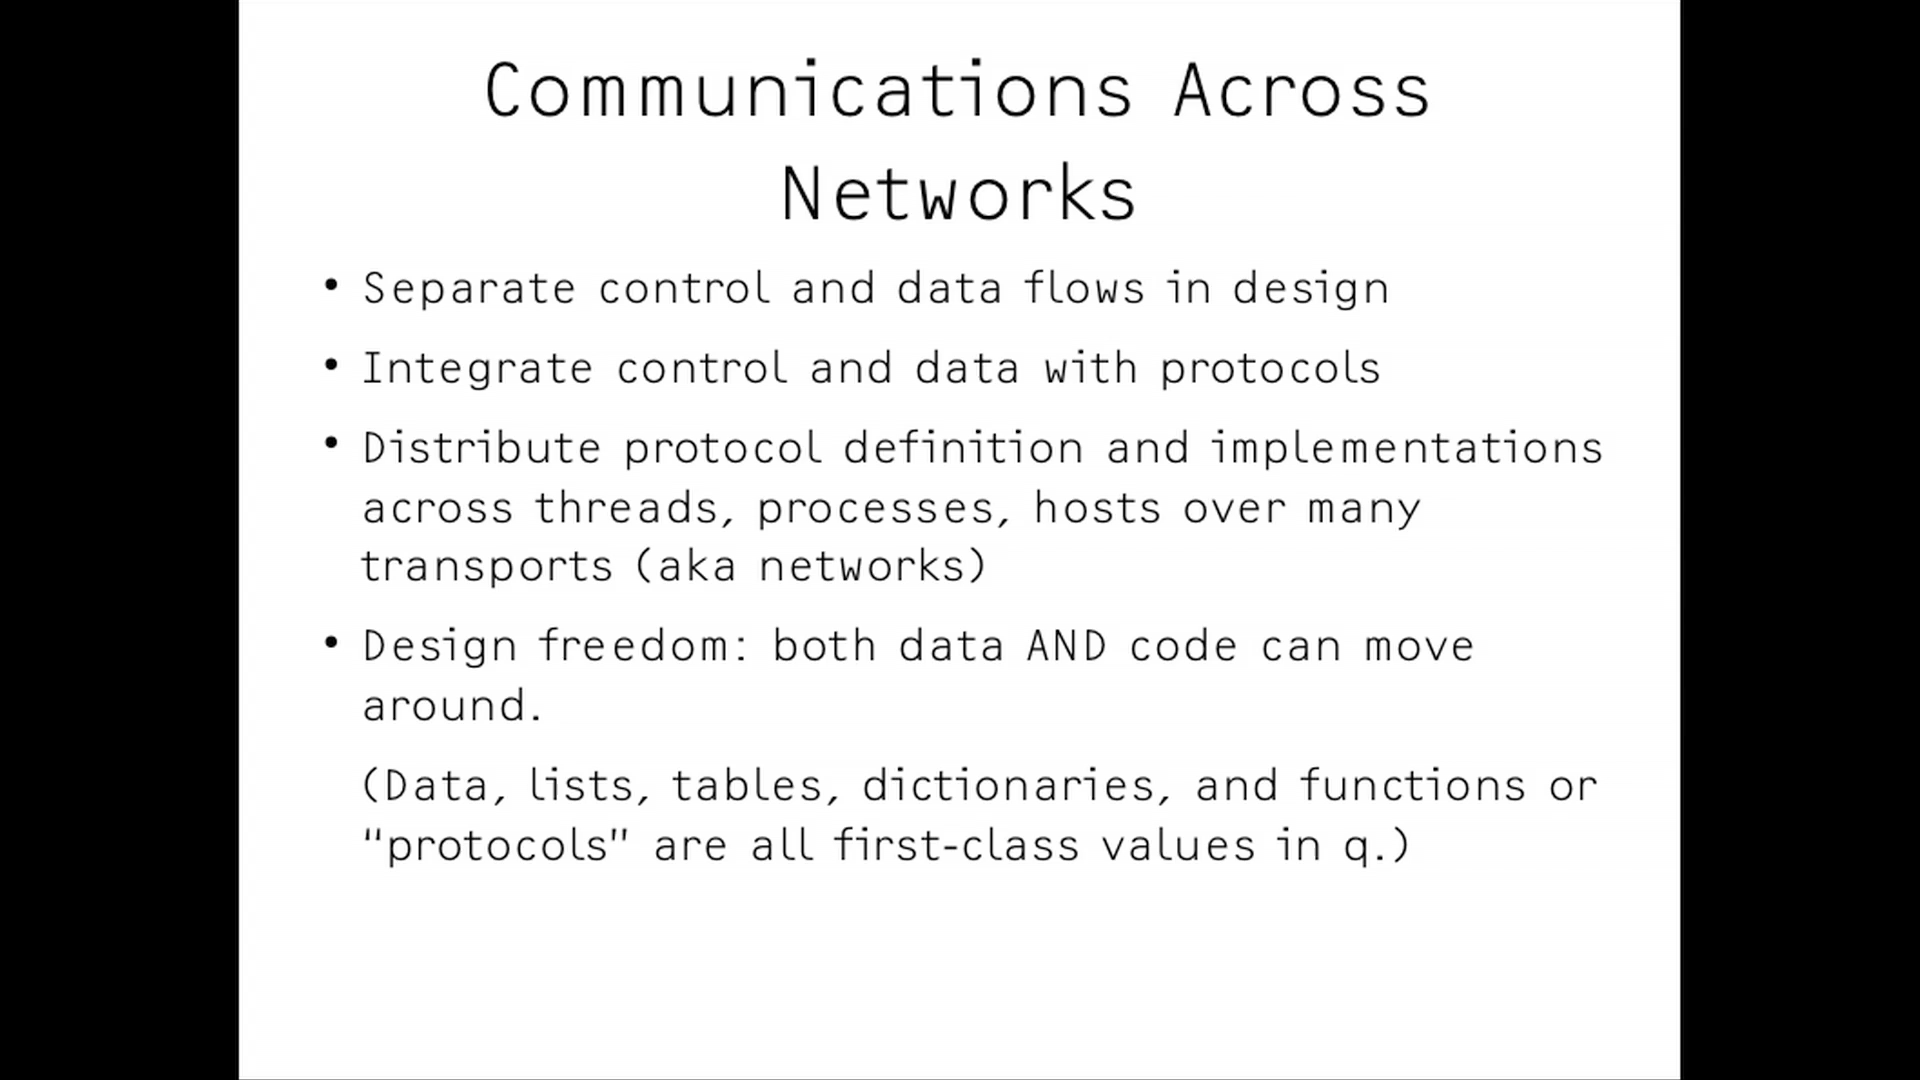 Communications Across
Networks
• Separate control and data flows in design
• Integrate control and data with protocols
• Distribute protocol definition and implementations
across threads, processes, hosts over many
transports (aka networks)
• Design freedom: both data AND code can move
around.
(Data, lists, tables, dictionaries, and functions or
“protocols” are all first-class values in q.)